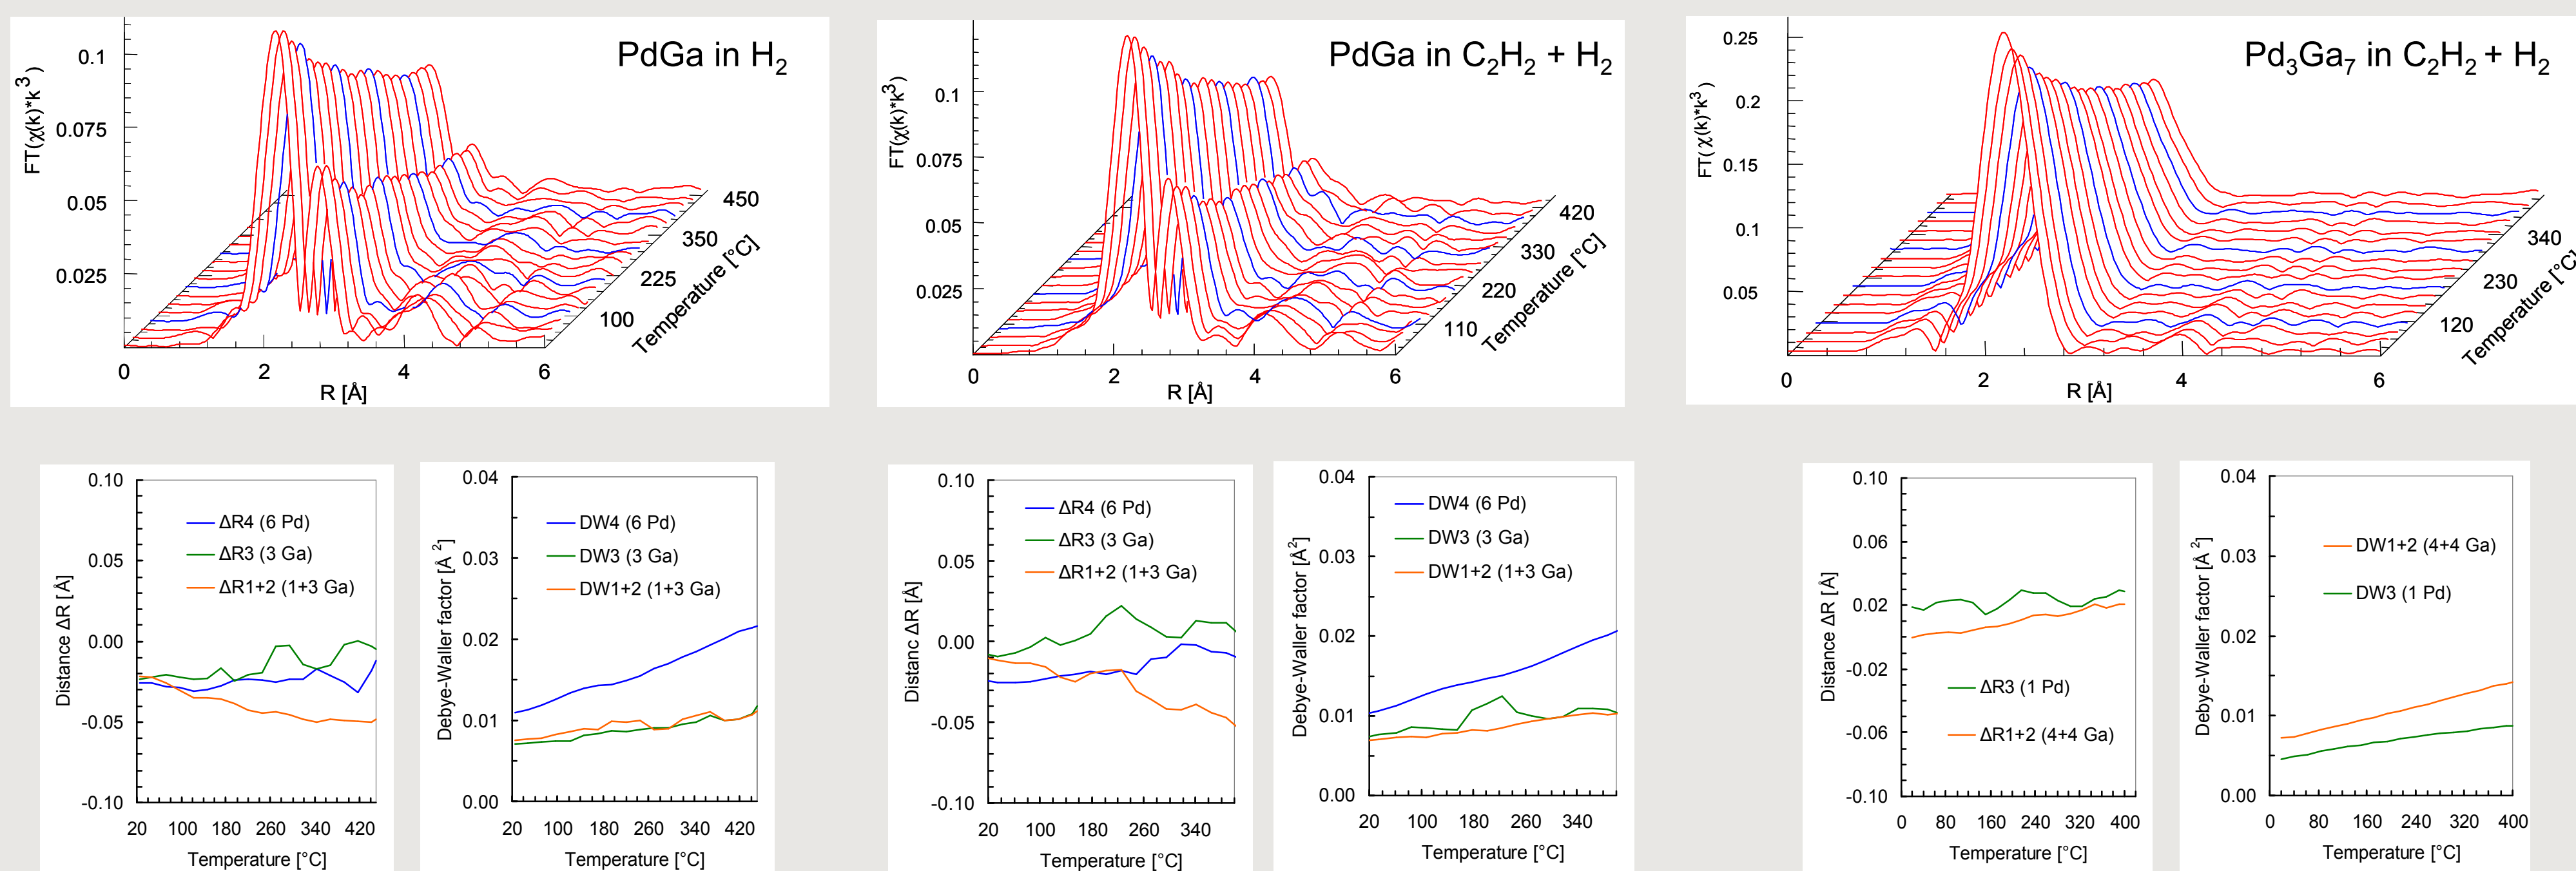 PdGa in H₂
FT(χ(k)*k³)
0.1
0.075
0.05
0.025
0
2
4
6
R [Å]
100
225
350
450
Temperature [°C]
PdGa in C₂H₂ + H₂
FT(χ(k)*k³)
0.1
0.075
0.05
0.025
0
2
4
6
R [Å]
110
220
330
420
Temperature [°C]
Pd₃Ga₇ in C₂H₂ + H₂
FT(χ(k)*k³)
0.25
0.2
0.15
0.1
0.05
0
2
4
6
R [Å]
120
230
340
Temperature [°C]
Distance ΔR [Å]
0.10
0.05
0.00
-0.05
-0.10
ΔR4 (6 Pd)
ΔR3 (3 Ga)
ΔR1+2 (1+3 Ga)
20 100 180 260 340 420
Temperature [°C]
Debye-Waller factor [Å²]
0.04
0.03
0.02
0.01
0.00
DW4 (6 Pd)
DW3 (3 Ga)
DW1+2 (1+3 Ga)
20 100 180 260 340 420
Temperature [°C]
Distanc ΔR [Å]
0.10
0.05
0.00
-0.05
-0.10
ΔR4 (6 Pd)
ΔR3 (3 Ga)
ΔR1+2 (1+3 Ga)
20 100 180 260 340
Temperature [°C]
Debye-Waller factor [Å²]
0.04
0.03
0.02
0.01
0.00
DW4 (6 Pd)
DW3 (3 Ga)
DW1+2 (1+3 Ga)
20 100 180 260 340
Temperature [°C]
Distance ΔR [Å]
0.10
0.06
0.02
-0.02
-0.06
-0.10
ΔR3 (1 Pd)
ΔR1+2 (4+4 Ga)
0 80 160 240 320 400
Temperature [°C]
Debye-Waller factor [Å²]
0.04
0.03
0.02
0.01
0.00
DW1+2 (4+4 Ga)
DW3 (1 Pd)
0 80 160 240 320 400
Temperature [°C]